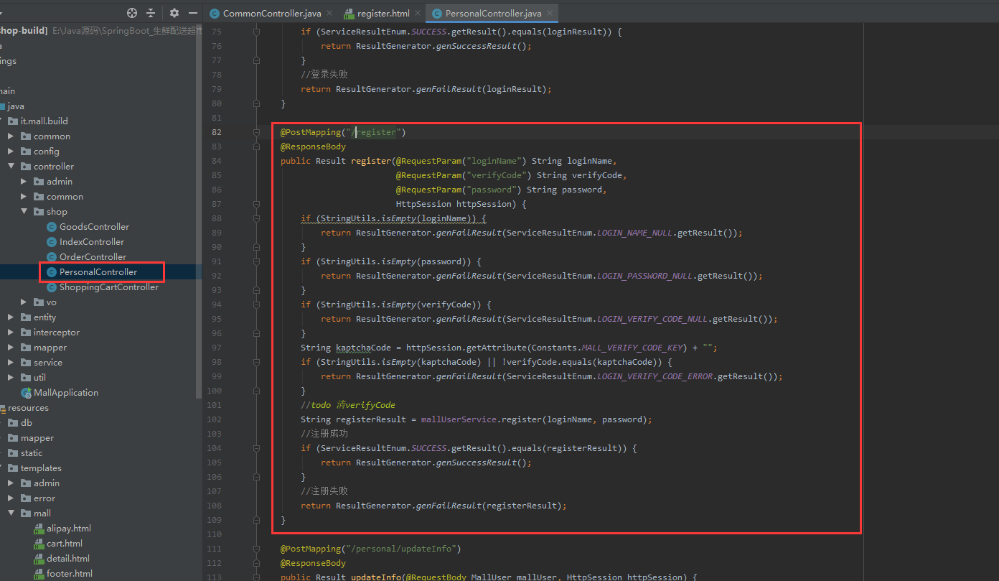 CommonController.java
register.html
PersonalController.java
hop-build] E:\Java源码\SpringBoot_生鲜配送超市
ings
main
java
it.mall.build
common
config
controller
admin
common
shop
GoodsController
IndexController
OrderController
PersonalController
ShoppingCartController
vo
entity
interceptor
mapper
service
util
MallApplication
resources
db
mapper
static
templates
admin
error
mall
alipay.html
cart.html
detail.html
footer.html
75 if (ServiceResultEnum.SUCCESS.getResult().equals(loginResult)) {
76 return ResultGenerator.genSuccessResult();
77 }
78 //登录失败
79 return ResultGenerator.genFailResult(loginResult);
80 }
81
82 @PostMapping("/register")
83 @ResponseBody
84 public Result register(@RequestParam("loginName") String loginName,
85 @RequestParam("verifyCode") String verifyCode,
86 @RequestParam("password") String password,
87 HttpSession httpSession) {
88 if (StringUtils.isEmpty(loginName)) {
89 return ResultGenerator.genFailResult(ServiceResultEnum.LOGIN_NAME_NULL.getResult());
90 }
91 if (StringUtils.isEmpty(password)) {
92 return ResultGenerator.genFailResult(ServiceResultEnum.LOGIN_PASSWORD_NULL.getResult());
93 }
94 if (StringUtils.isEmpty(verifyCode)) {
95 return ResultGenerator.genFailResult(ServiceResultEnum.LOGIN_VERIFY_CODE_NULL.getResult());
96 }
97 String kaptchaCode = httpSession.getAttribute(Constants.MALL_VERIFY_CODE_KEY) + "";
98 if (StringUtils.isEmpty(kaptchaCode) || !verifyCode.equals(kaptchaCode)) {
99 return ResultGenerator.genFailResult(ServiceResultEnum.LOGIN_VERIFY_CODE_ERROR.getResult());
100 }
101 //todo 清verifyCode
102 String registerResult = mallUserService.register(loginName, password);
103 //注册成功
104 if (ServiceResultEnum.SUCCESS.getResult().equals(registerResult)) {
105 return ResultGenerator.genSuccessResult();
106 }
107 //注册失败
108 return ResultGenerator.genFailResult(registerResult);
109 }
110
111 @PostMapping("/personal/updateInfo")
112 @ResponseBody
113 public Result updateInfo(@RequestBody MallUser mallUser, HttpSession httpSession) {